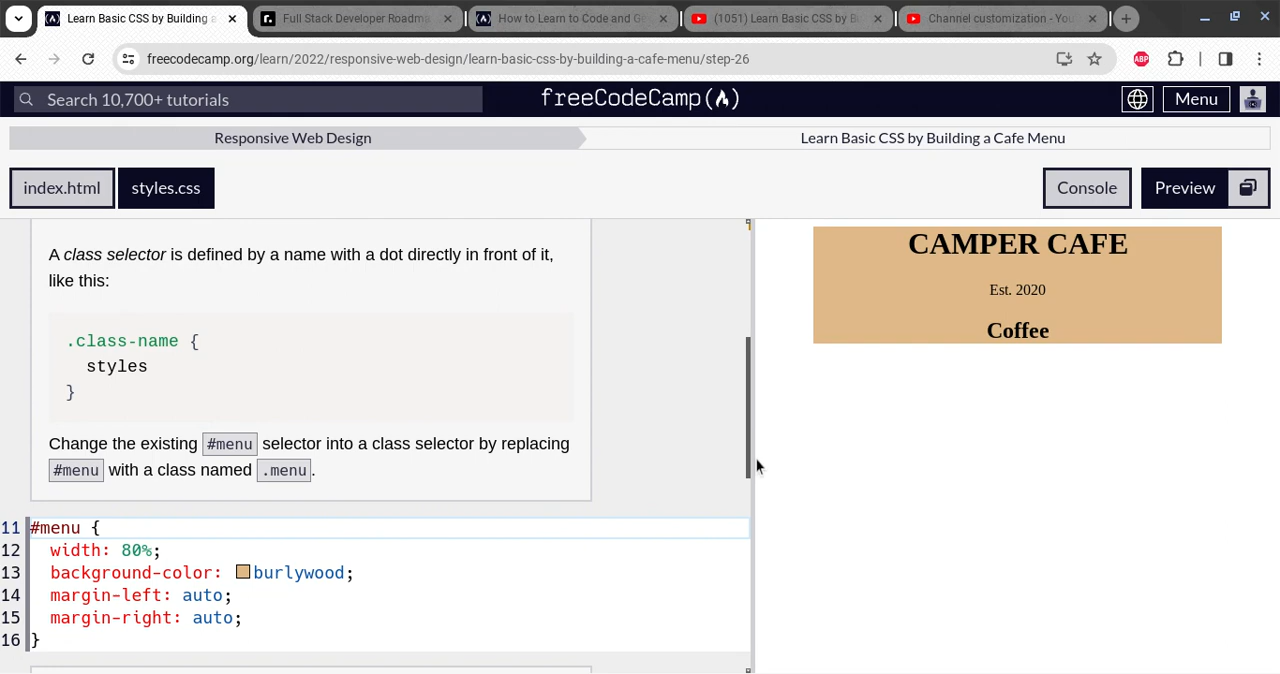 Learn Basic CSS by Building a
Full Stack Developer Roadma
How to Learn to Code and Ge
(1051) Learn Basic CSS by Bu
Channel customization - You
freecodecamp.org/learn/2022/responsive-web-design/learn-basic-css-by-building-a-cafe-menu/step-26
ABP
Search 10,700+ tutorials
freeCodeCamp
Menu
Responsive Web Design
Learn Basic CSS by Building a Cafe Menu
index.html
styles.css
Console
Preview
A class selector is defined by a name with a dot directly in front of it,
like this:
.class-name {
styles
}
Change the existing #menu selector into a class selector by replacing
#menu with a class named .menu.
11 #menu {
12 width: 80%;
13 background-color: burlywood;
14 margin-left: auto;
15 margin-right: auto;
16 }
CAMPER CAFE
Est. 2020
Coffee